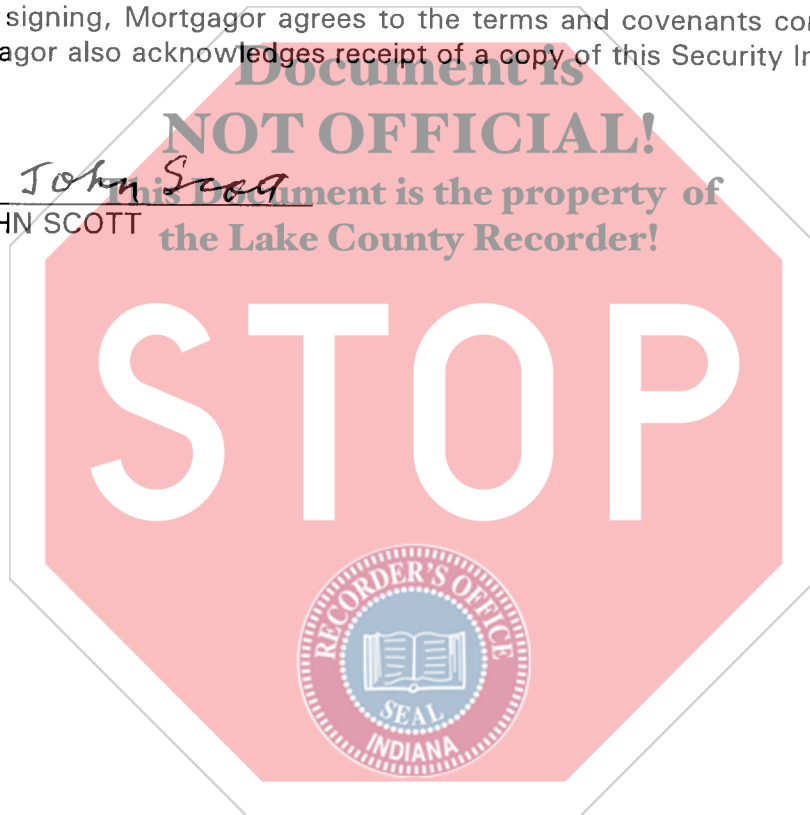 signing, Mortgagor agrees to the terms and covenants co
agor also acknowledges receipt of a copy of this Security I
Document is
NOT OFFICIAL!
John Scott
This Document is the property of
HN SCOTT
the Lake County Recorder!
STOP
RECORDER'S OFFICE
SEAL
INDIANA